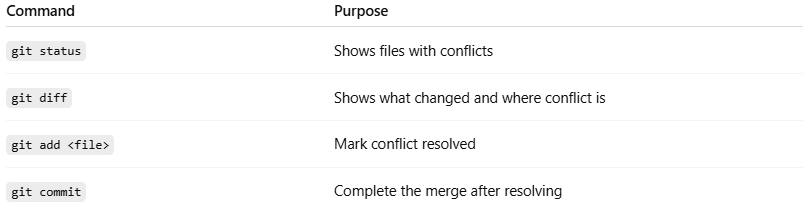 Command Purpose
git status Shows files with conflicts
git diff Shows what changed and where conflict is
git add <file> Mark conflict resolved
git commit Complete the merge after resolving